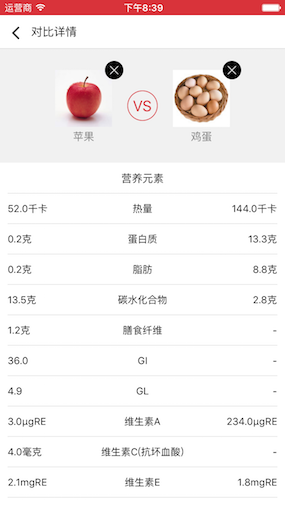 运营商 下午8:39
对比详情
VS
苹果 鸡蛋
营养元素
52.0千卡 热量 144.0千卡
0.2克 蛋白质 13.3克
0.2克 脂肪 8.8克
13.5克 碳水化合物 2.8克
1.2克 膳食纤维 -
36.0 GI -
4.9 GL -
3.0μgRE 维生素A 234.0μgRE
4.0毫克 维生素C(抗坏血酸) -
2.1mgRE 维生素E 1.8mgRE